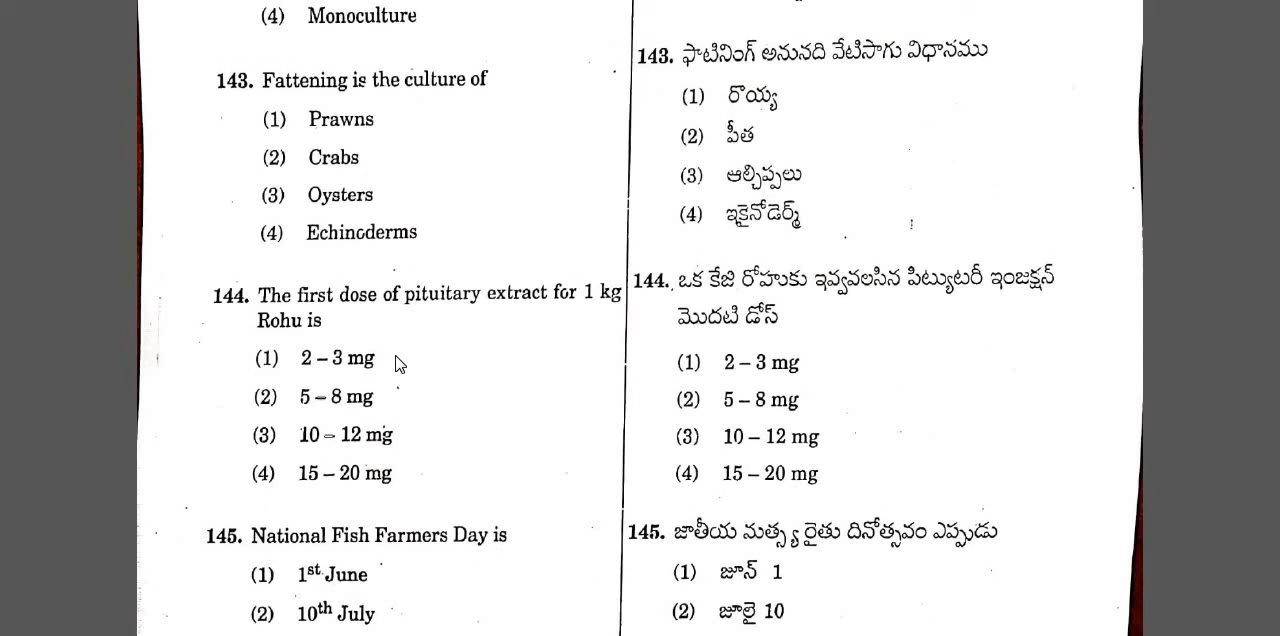 (4) Monoculture
143. Fattening is the culture of
(1) Prawns
(2) Crabs
(3) Oysters
(4) Echinoderms
144. The first dose of pituitary extract for 1 kg
Rohu is
(1) 2 – 3 mg
(2) 5 – 8 mg
(3) 10 – 12 mg
(4) 15 – 20 mg
145. National Fish Farmers Day is
(1) 1st June
(2) 10th July
143. ఫాటినింగ్ అనునది వేటిసాగు విధానము
(1) రొయ్య
(2) పీత
(3) ఆల్చిప్పలు
(4) ఇకైనోడెర్మ్
144. ఒక కేజి రోహుకు ఇవ్వవలసిన పిట్యుటరీ ఇంజక్షన్
మొదటి డోస్
(1) 2 – 3 mg
(2) 5 – 8 mg
(3) 10 – 12 mg
(4) 15 – 20 mg
145. జాతీయ మత్స్య రైతు దినోత్సవం ఎప్పుడు
(1) జూన్ 1
(2) జూలై 10